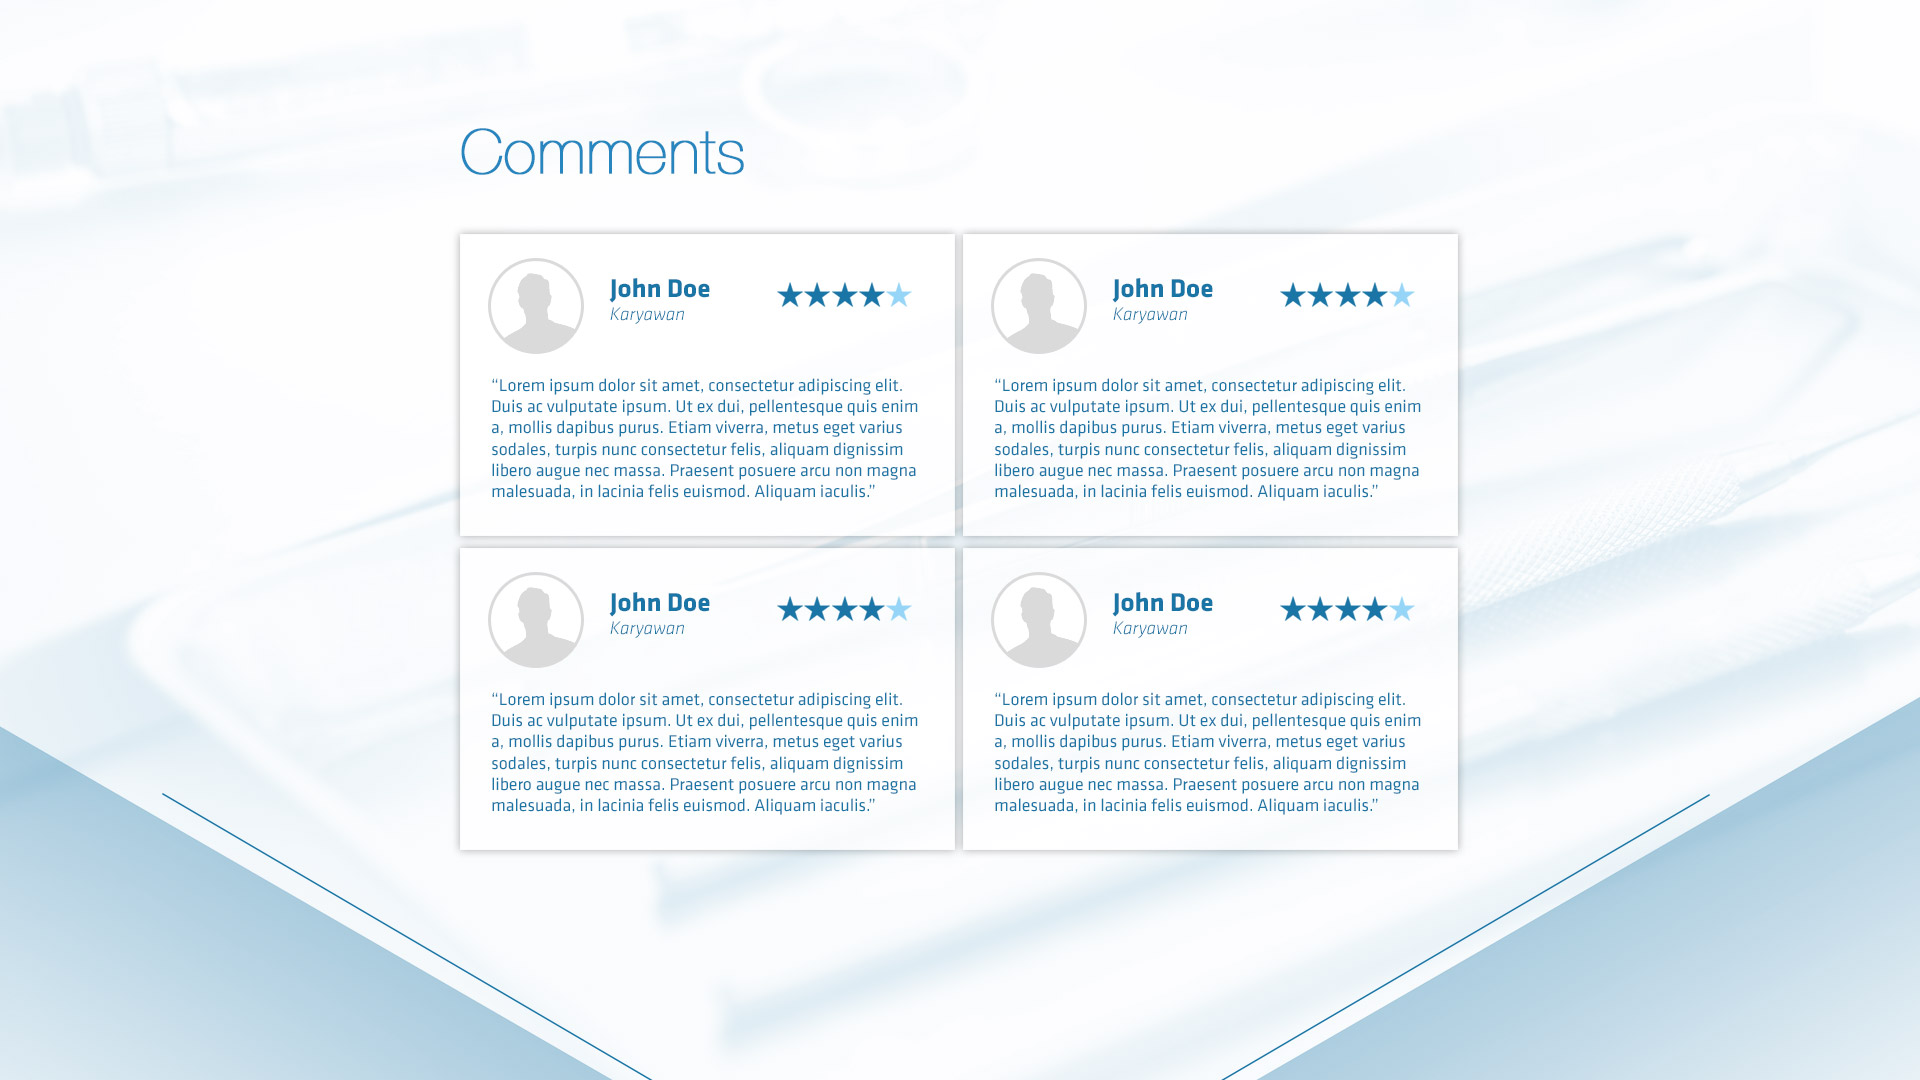 Comments
John Doe
Karyawan
“Lorem ipsum dolor sit amet, consectetur adipiscing elit.
Duis ac vulputate ipsum. Ut ex dui, pellentesque quis enim
a, mollis dapibus purus. Etiam viverra, metus eget varius
sodales, turpis nunc consectetur felis, aliquam dignissim
libero augue nec massa. Praesent posuere arcu non magna
malesuada, in lacinia felis euismod. Aliquam iaculis.”
John Doe
Karyawan
“Lorem ipsum dolor sit amet, consectetur adipiscing elit.
Duis ac vulputate ipsum. Ut ex dui, pellentesque quis enim
a, mollis dapibus purus. Etiam viverra, metus eget varius
sodales, turpis nunc consectetur felis, aliquam dignissim
libero augue nec massa. Praesent posuere arcu non magna
malesuada, in lacinia felis euismod. Aliquam iaculis.”
John Doe
Karyawan
“Lorem ipsum dolor sit amet, consectetur adipiscing elit.
Duis ac vulputate ipsum. Ut ex dui, pellentesque quis enim
a, mollis dapibus purus. Etiam viverra, metus eget varius
sodales, turpis nunc consectetur felis, aliquam dignissim
libero augue nec massa. Praesent posuere arcu non magna
malesuada, in lacinia felis euismod. Aliquam iaculis.”
John Doe
Karyawan
“Lorem ipsum dolor sit amet, consectetur adipiscing elit.
Duis ac vulputate ipsum. Ut ex dui, pellentesque quis enim
a, mollis dapibus purus. Etiam viverra, metus eget varius
sodales, turpis nunc consectetur felis, aliquam dignissim
libero augue nec massa. Praesent posuere arcu non magna
malesuada, in lacinia felis euismod. Aliquam iaculis.”